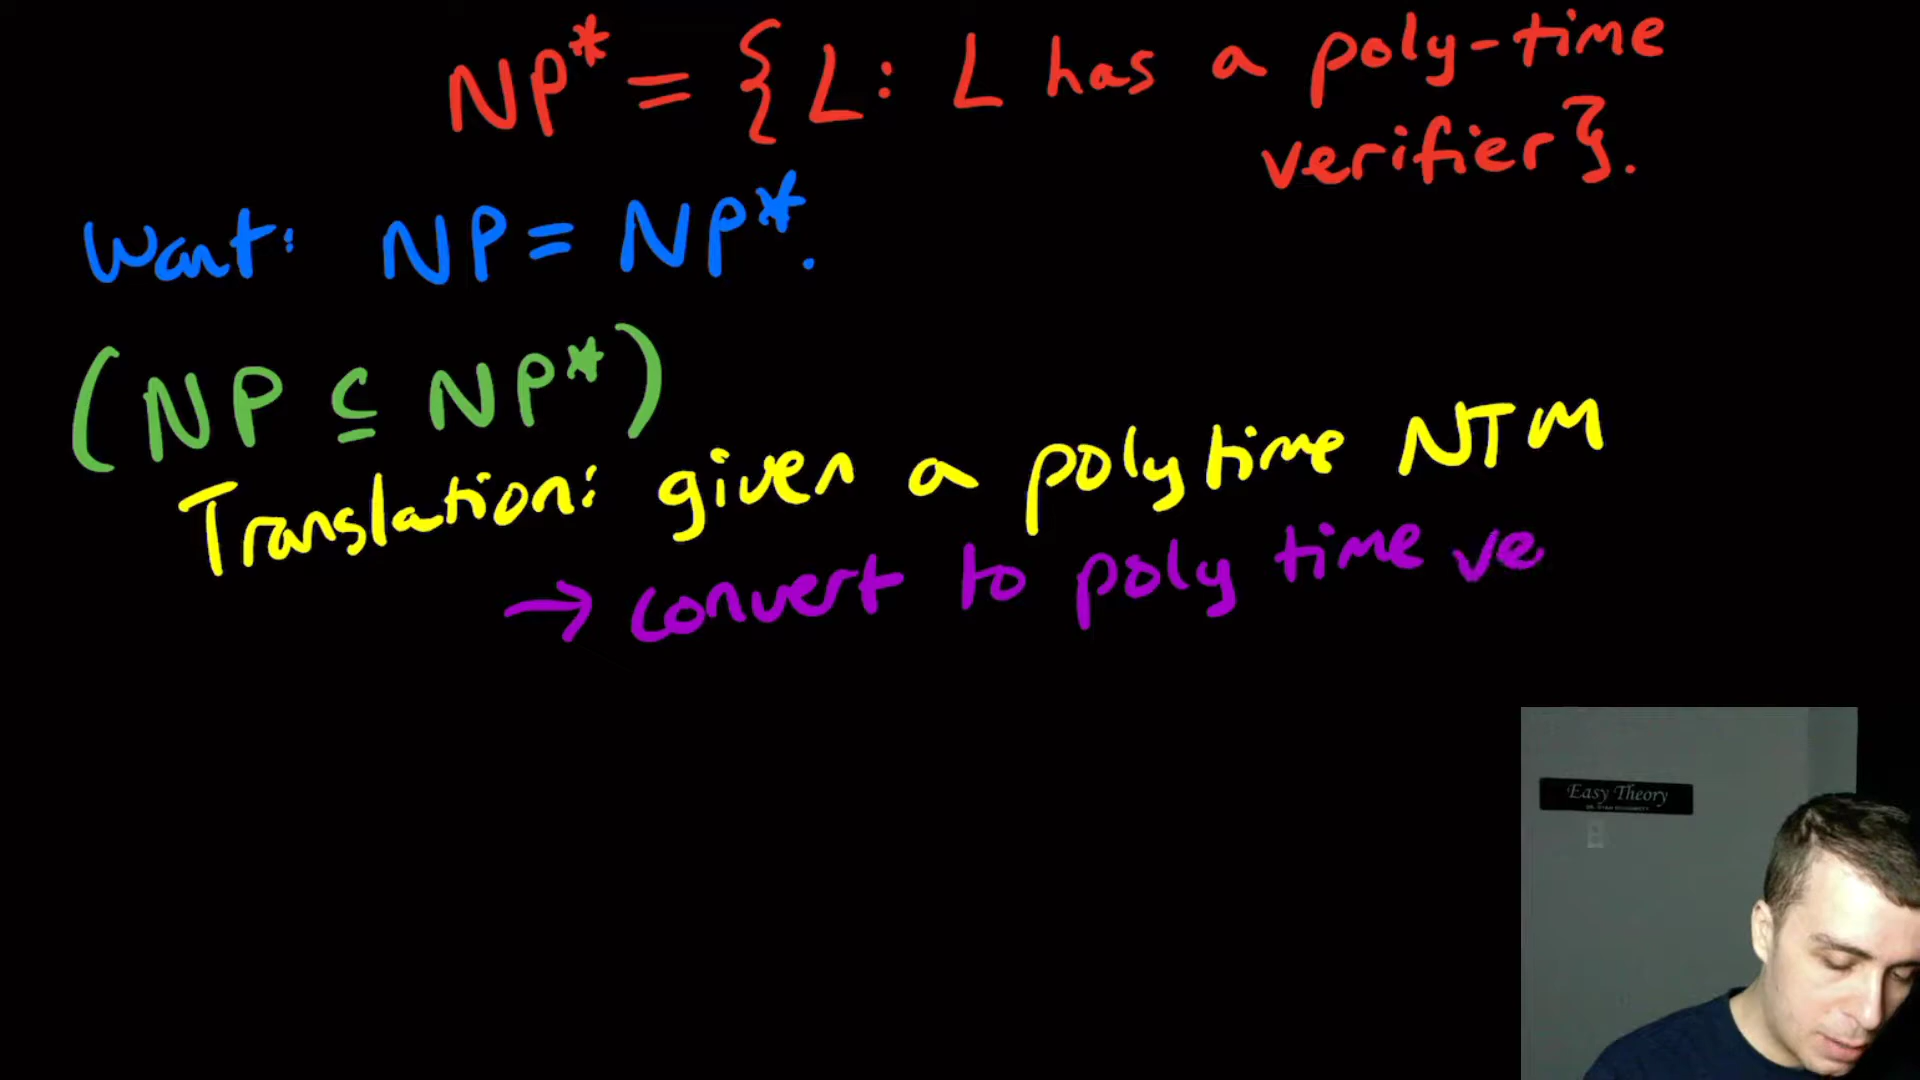 NP* = {L: L has a poly-time
verifier}.
Want: NP = NP*.
(NP ⊆ NP*)
Translation: given a polytime NTM
→ convert to poly time ve
Easy Theory